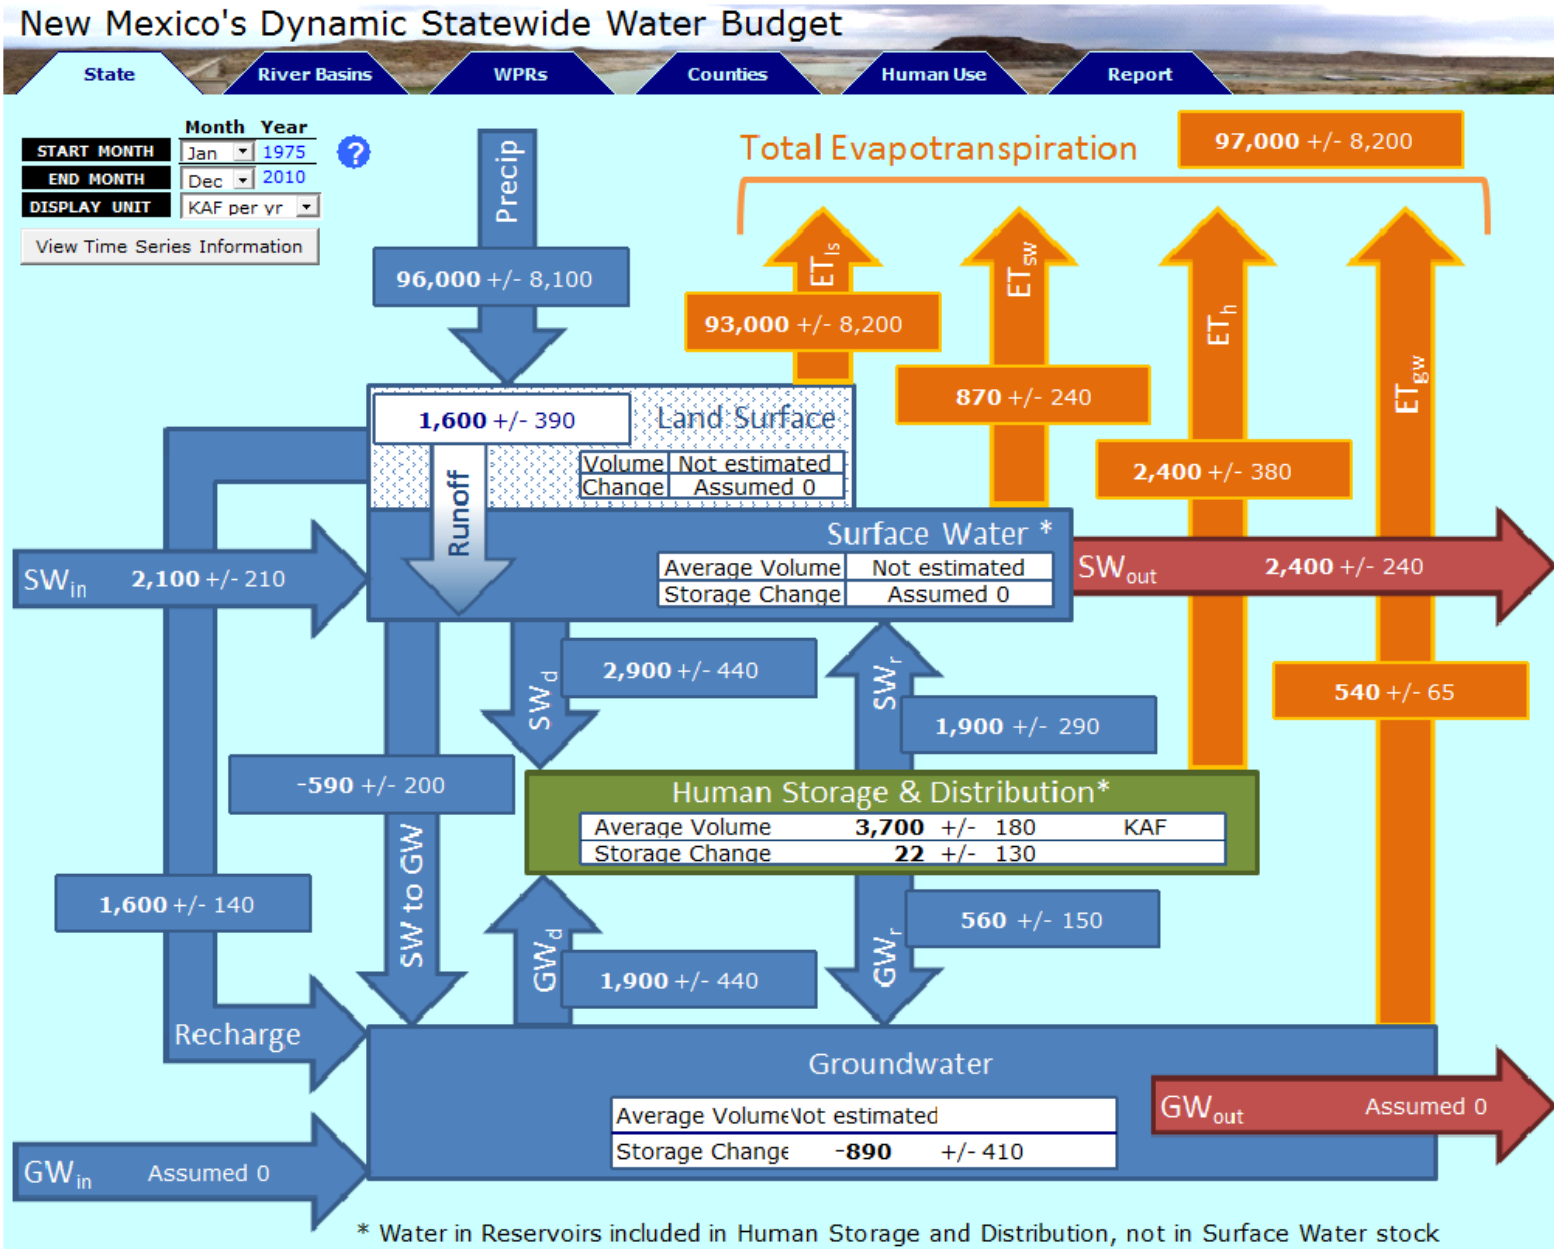 New Mexico's Dynamic Statewide Water Budget
State River Basins WPRs Counties Human Use Report
Month Year
START MONTH Jan 1975
END MONTH Dec 2010
DISPLAY UNIT KAF per yr
?
View Time Series Information
Precip
96,000 +/- 8,100
Total Evapotranspiration
97,000 +/- 8,200
ETls
93,000 +/- 8,200
ETsw
870 +/- 240
ETh
2,400 +/- 380
ETgw
540 +/- 65
1,600 +/- 390
Land Surface
Volume Not estimated
Change Assumed 0
Runoff
Surface Water *
Average Volume Not estimated
Storage Change Assumed 0
SWin 2,100 +/- 210
SWout 2,400 +/- 240
SWd
2,900 +/- 440
SWr
1,900 +/- 290
-590 +/- 200
SW to GW
Human Storage & Distribution*
Average Volume 3,700 +/- 180 KAF
Storage Change 22 +/- 130
1,600 +/- 140
Recharge
GWd
1,900 +/- 440
GWr
560 +/- 150
Groundwater
Average Volume Not estimated
Storage Change -890 +/- 410
GWout Assumed 0
GWin Assumed 0
* Water in Reservoirs included in Human Storage and Distribution, not in Surface Water stock